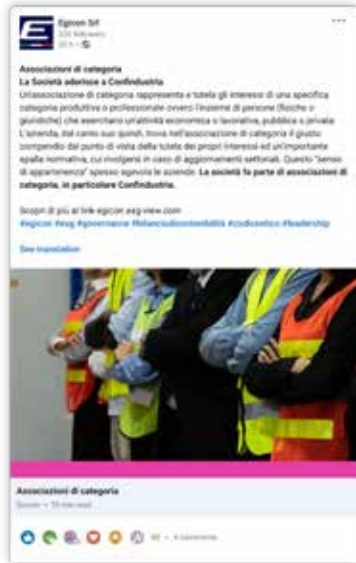 Egicon Srl
Associazioni di categoria
La Società aderisce a Confindustria
Un'associazione di categoria rappresenta e tutela gli interessi di una specifica
categoria produttiva o professionale ovvero l'insieme di persone (fisiche o
giuridiche) che esercitano un'attività economica o lavorativa, pubblica o privata.
L'azienda, dal canto suo quindi, trova nell'associazione di categoria il giusto
compendio dal punto di vista della tutela dei propri interessi ed un'importante
spalla normativa, cui rivolgersi in caso di aggiornamenti settoriali. Questo "senso
di appartenenza" spesso agevola le aziende. La società fa parte di associazioni di
categoria, in particolare Confindustria.
Scopri di più al link egicon.esg-view.com
#egicon #esg #governance #bilanciodisostenibilità #codiceetico #leadership
See translation
Associazioni di categoria